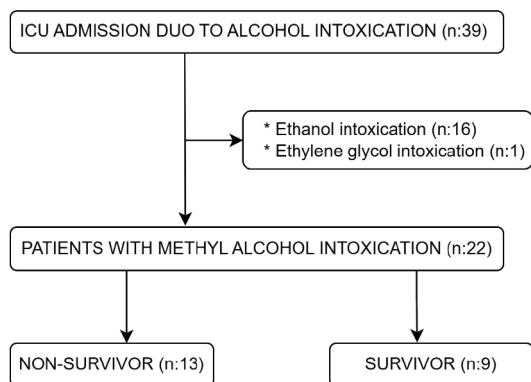 ICU ADMISSION DUO TO ALCOHOL INTOXICATION (n:39)
* Ethanol intoxication (n:16)
* Ethylene glycol intoxication (n:1)
PATIENTS WITH METHYL ALCOHOL INTOXICATION (n:22)
NON-SURVIVOR (n:13)
SURVIVOR (n:9)